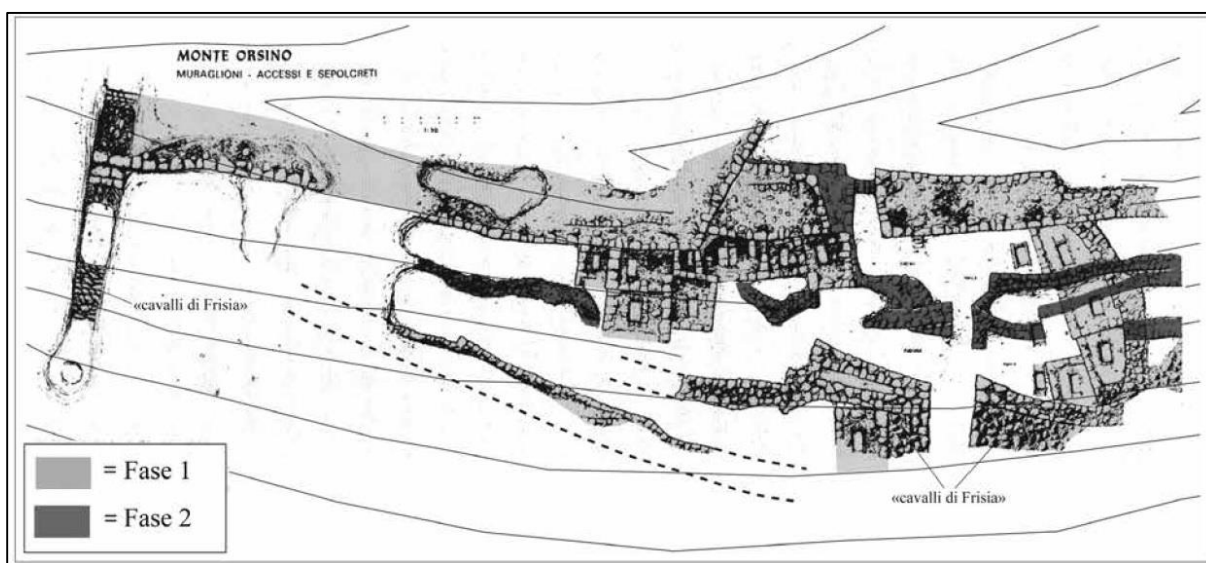 MONTE ORSINO
MURAGLIONI - ACCESSI E SEPOLCRETI
«cavalli di Frisia»
= Fase 1
= Fase 2
«cavalli di Frisia»